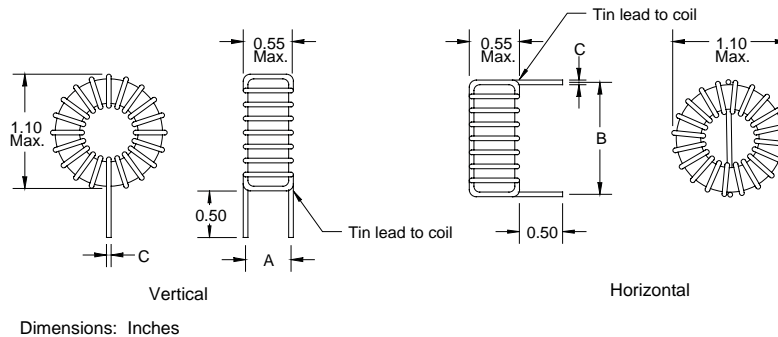 Tin lead to coil
0.55
Max.
0.55
Max.
C
1.10
Max.
1.10
Max.
B
0.50
Tin lead to coil
0.50
C
A
Vertical
Horizontal
Dimensions: Inches